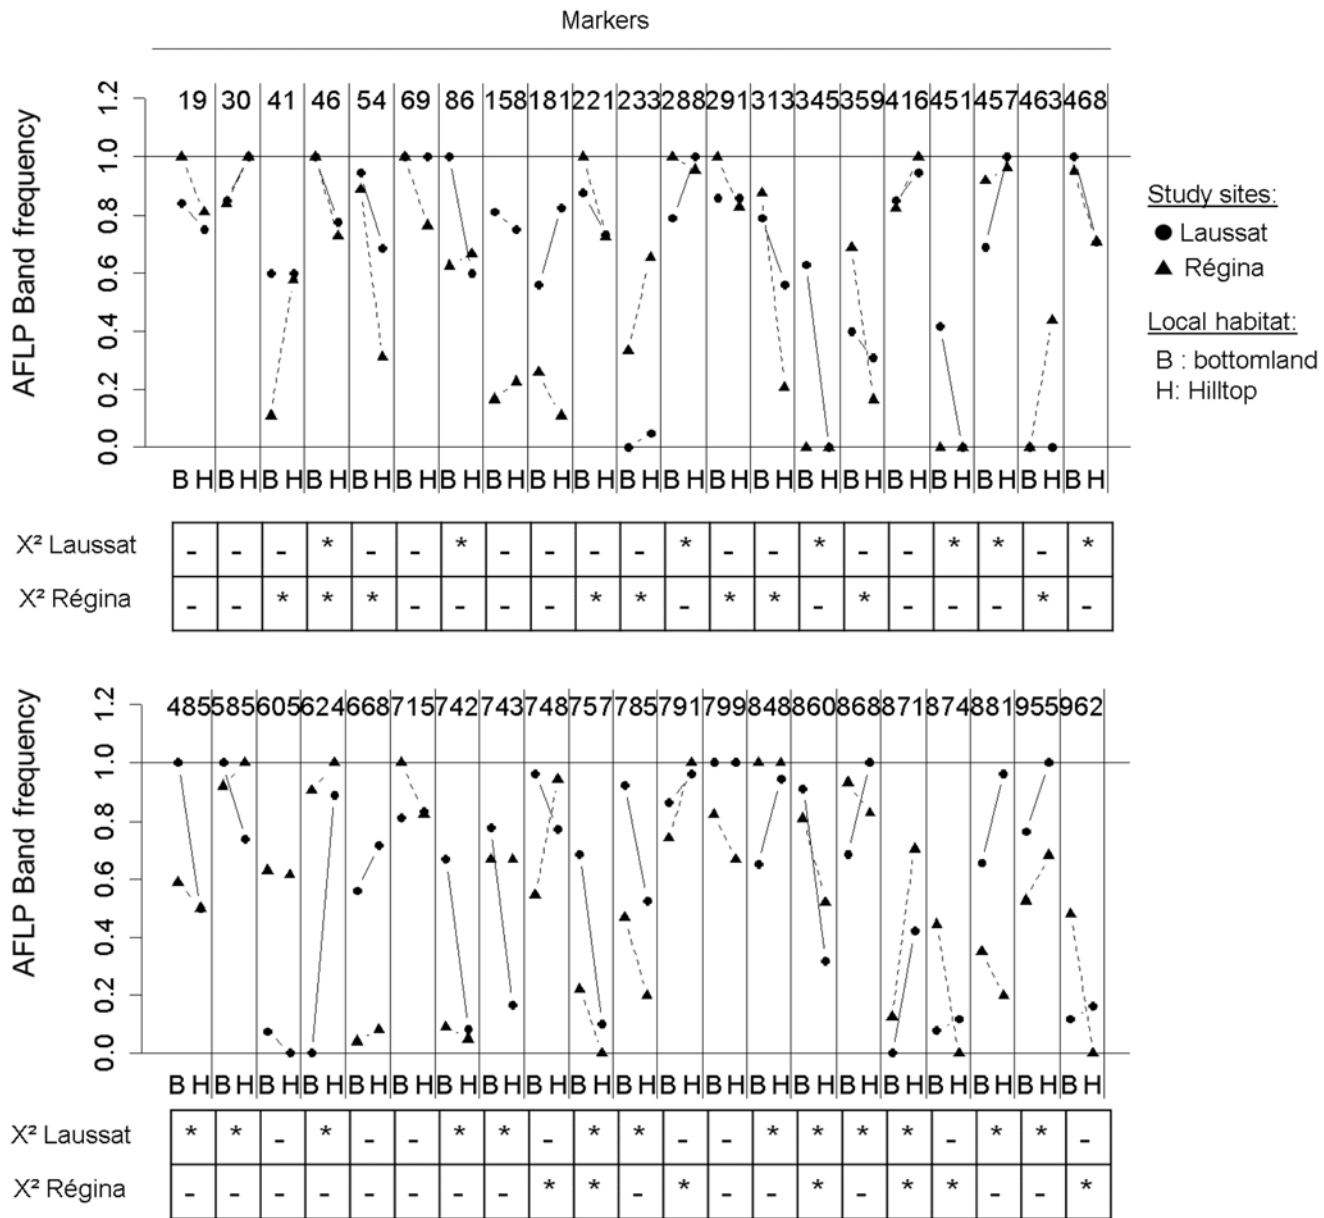 Markers
1.2 19 30 41 46 54 69 86 158 181 221 233 288 291 313 345 359 416 451 457 463 468
1.0
0.8
0.6
0.4
0.2
0.0
AFLP Band frequency
B H B H B H B H B H B H B H B H B H B H B H B H B H B H B H B H B H B H B H B H B H
Study sites:
Laussat
Régina
Local habitat:
B : bottomland
H: Hilltop
X² Laussat - - - * - - * - - - - * - - * - - * * - *
X² Régina - - * * * - - - - * * - * * - * - - - * -
1.2 485 585 605 624 668 715 742 743 748 757 785 791 799 848 860 868 871 874 881 955 962
1.0
0.8
0.6
0.4
0.2
0.0
AFLP Band frequency
B H B H B H B H B H B H B H B H B H B H B H B H B H B H B H B H B H B H B H B H B H
X² Laussat * * - * - - * * - * * - - * * * * - * * -
X² Régina - - - - - - - - * * - * - - * - * * - - *